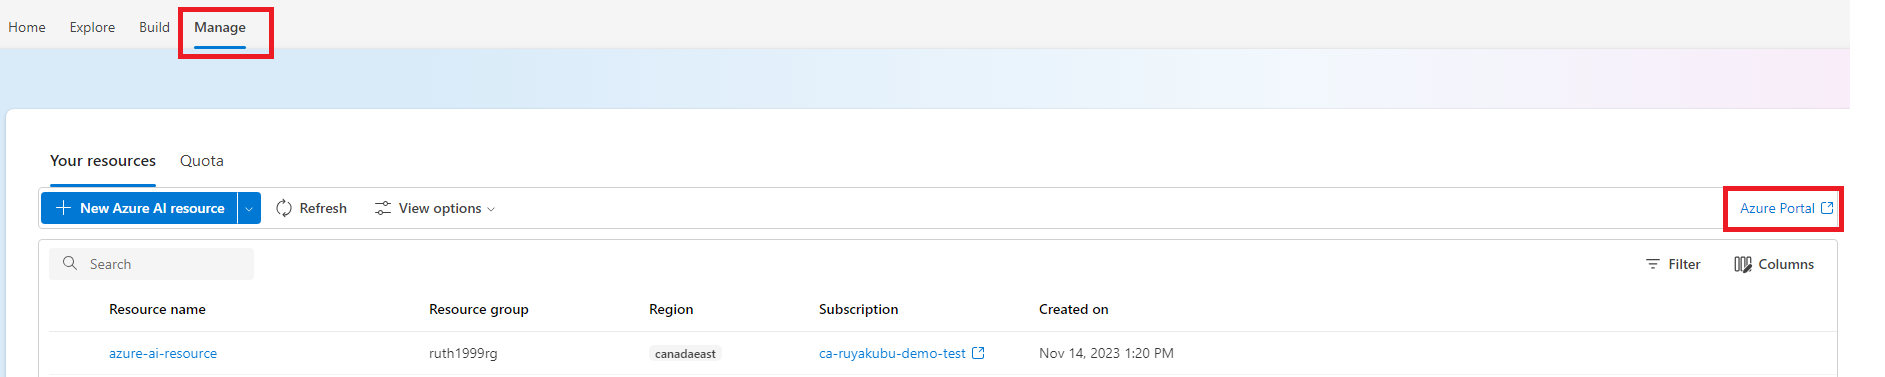 Home Explore Build Manage
Your resources Quota
New Azure AI resource Refresh View options Azure Portal
Search Filter Columns
Resource name Resource group Region Subscription Created on
azure-ai-resource ruth1999rg canadaeast ca-ruyakubu-demo-test Nov 14, 2023 1:20 PM